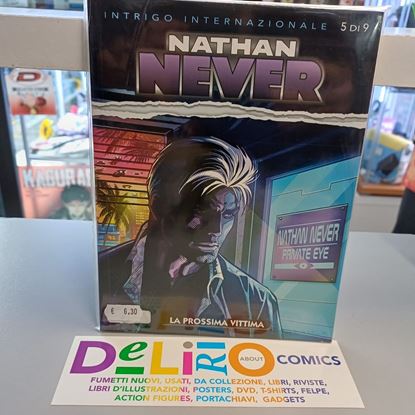 INTRIGO INTERNAZIONALE 5 DI 9
NATHAN
NEVER
NATHAN NEVER
PRIVATE EYE
€ 6,30
LA PROSSIMA VITTIMA
DeLiRiO ABOUT COMICS
FUMETTI NUOVI, USATI, DA COLLEZIONE, LIBRI, RIVISTE,
LIBRI D'ILLUSTRAZIONI, POSTERS, DVD, T-SHIRTS, FELPE,
ACTION FIGURES, PORTACHIAVI, GADGETS